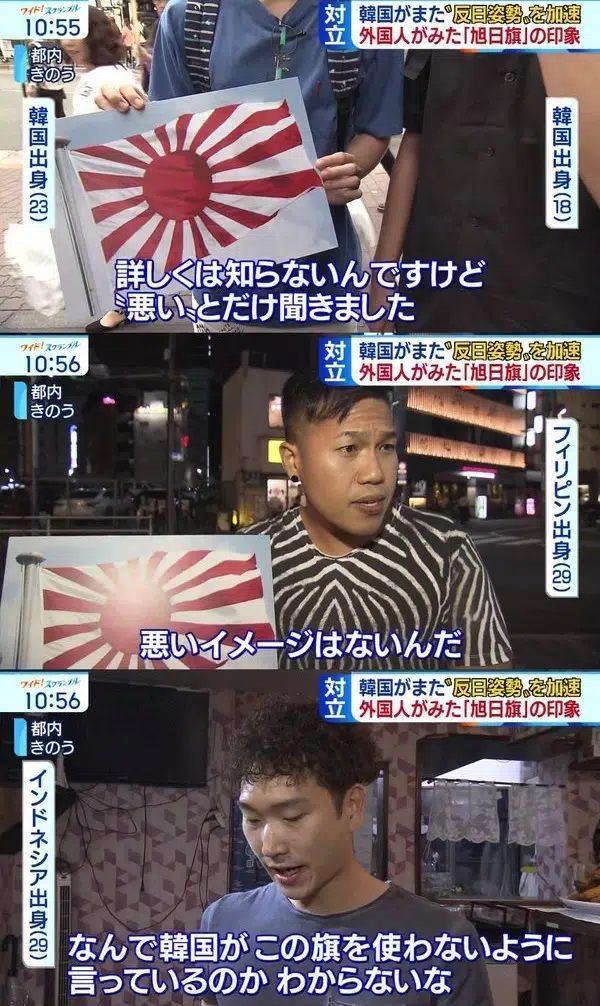 ワイド!スクランブル
10:55
都内
きのう
対立
韓国がまた〝反日姿勢〟を加速
外国人がみた「旭日旗」の印象
韓国出身(23)
韓国出身(18)
詳しくは知らないんですけど
〝悪い〟とだけ聞きました
ワイド!スクランブル
10:56
都内
きのう
対立
韓国がまた〝反日姿勢〟を加速
外国人がみた「旭日旗」の印象
フィリピン出身(29)
悪いイメージはないんだ
ワイド!スクランブル
10:56
都内
きのう
対立
韓国がまた〝反日姿勢〟を加速
外国人がみた「旭日旗」の印象
インドネシア出身(29)
なんで韓国が この旗を使わないように
言っているのか わからないな